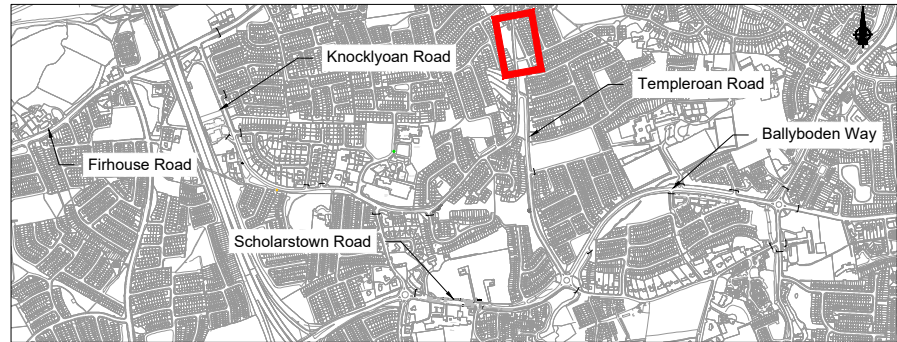 Knocklyoan Road
Templeroan Road
Ballyboden Way
Firhouse Road
Scholarstown Road